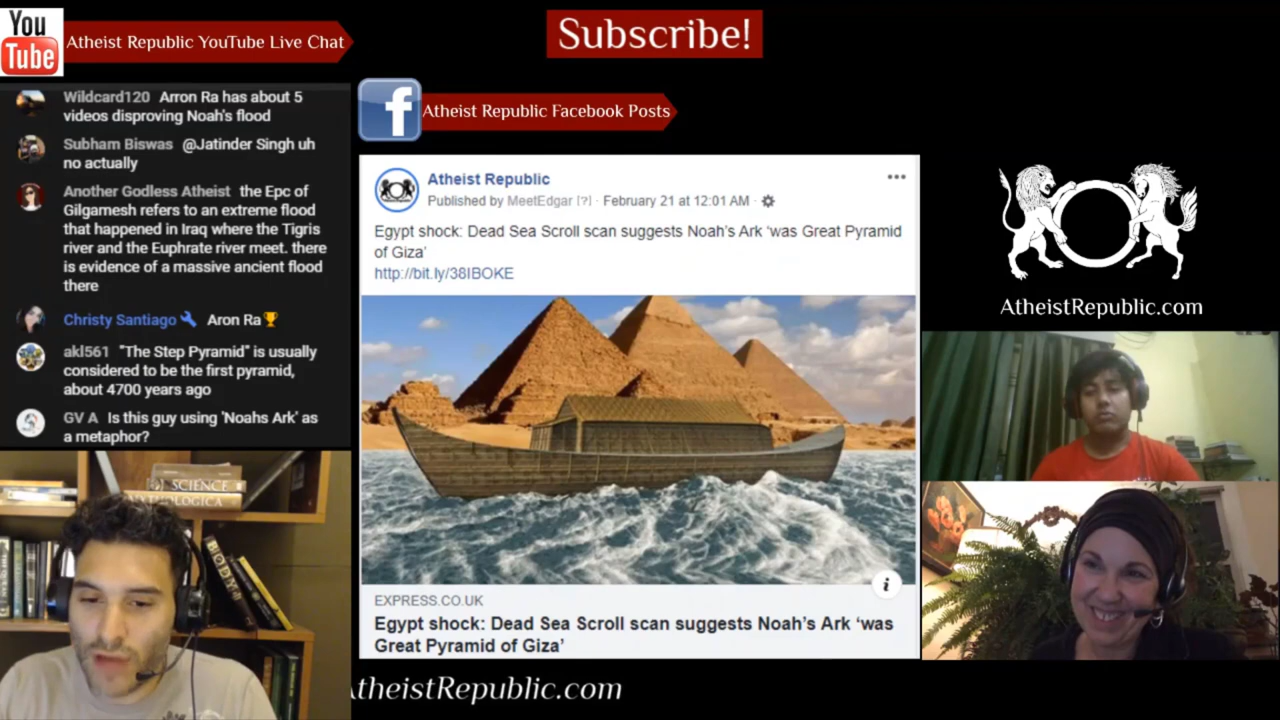 You
Tube
Atheist Republic YouTube Live Chat
Subscribe!
Wildcard120 Arron Ra has about 5
videos disproving Noah's flood
Subham Biswas @Jatinder Singh uh
no actually
Another Godless Atheist the Epc of
Gilgamesh refers to an extreme flood
that happened in Iraq where the Tigris
river and the Euphrate river meet. there
is evidence of a massive ancient flood
there
Christy Santiago Aron Ra🏆
akl561 "The Step Pyramid" is usually
considered to be the first pyramid,
about 4700 years ago
GV A Is this guy using 'Noahs Ark' as
a metaphor?
f
Atheist Republic Facebook Posts
Atheist Republic
Published by MeetEdgar [?] · February 21 at 12:01 AM ·
Egypt shock: Dead Sea Scroll scan suggests Noah's Ark 'was Great Pyramid
of Giza'
http://bit.ly/38IBOKE
i
EXPRESS.CO.UK
Egypt shock: Dead Sea Scroll scan suggests Noah's Ark 'was
Great Pyramid of Giza'
AtheistRepublic.com
SCIENCE
AtheistRepublic.com